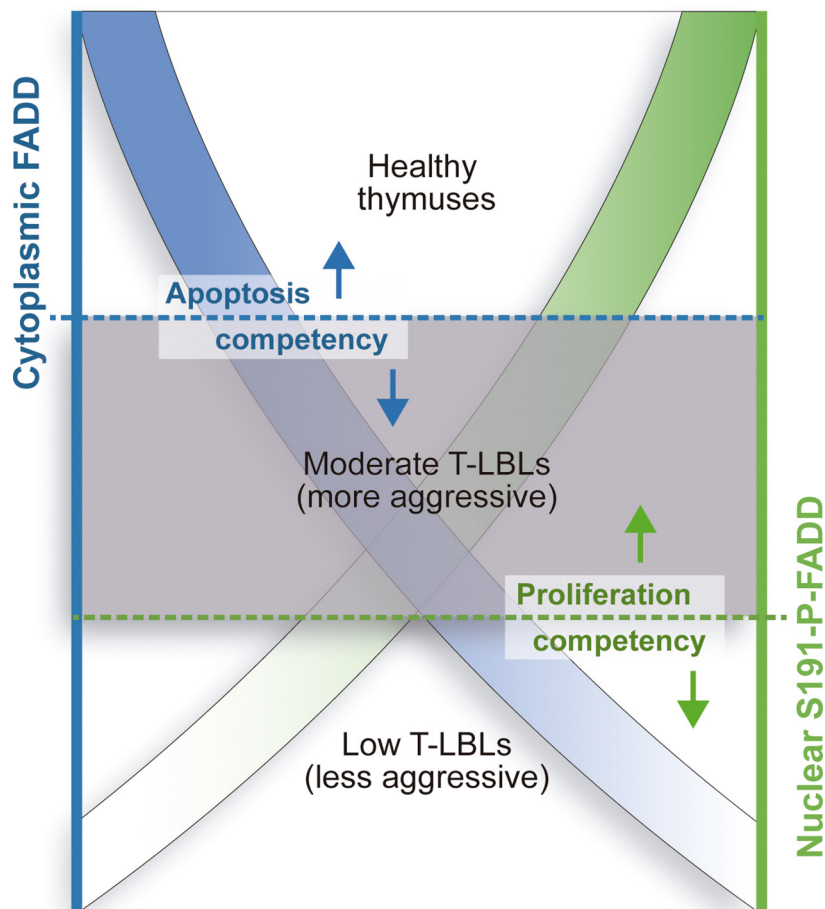 Cytoplasmic FADD
Healthy
thymuses
Apoptosis
competency
Moderate T-LBLs
(more aggressive)
Proliferation
competency
Low T-LBLs
(less aggressive)
Nuclear S191-P-FADD